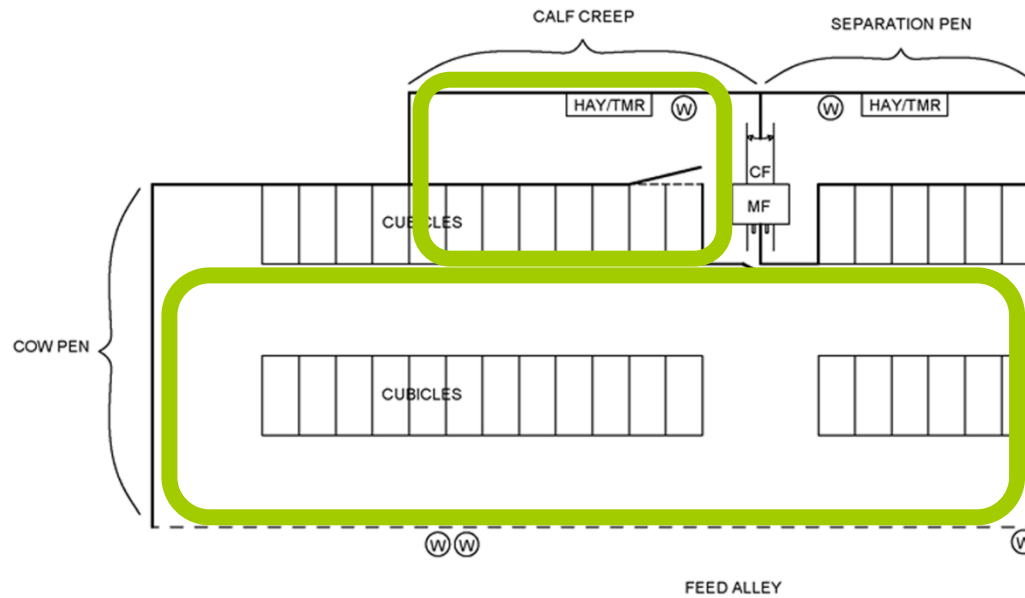 CALF CREEP
SEPARATION PEN
HAY/TMR
W
W
HAY/TMR
CF
MF
CUBICLES
COW PEN
CUBICLES
W
W
W
FEED ALLEY